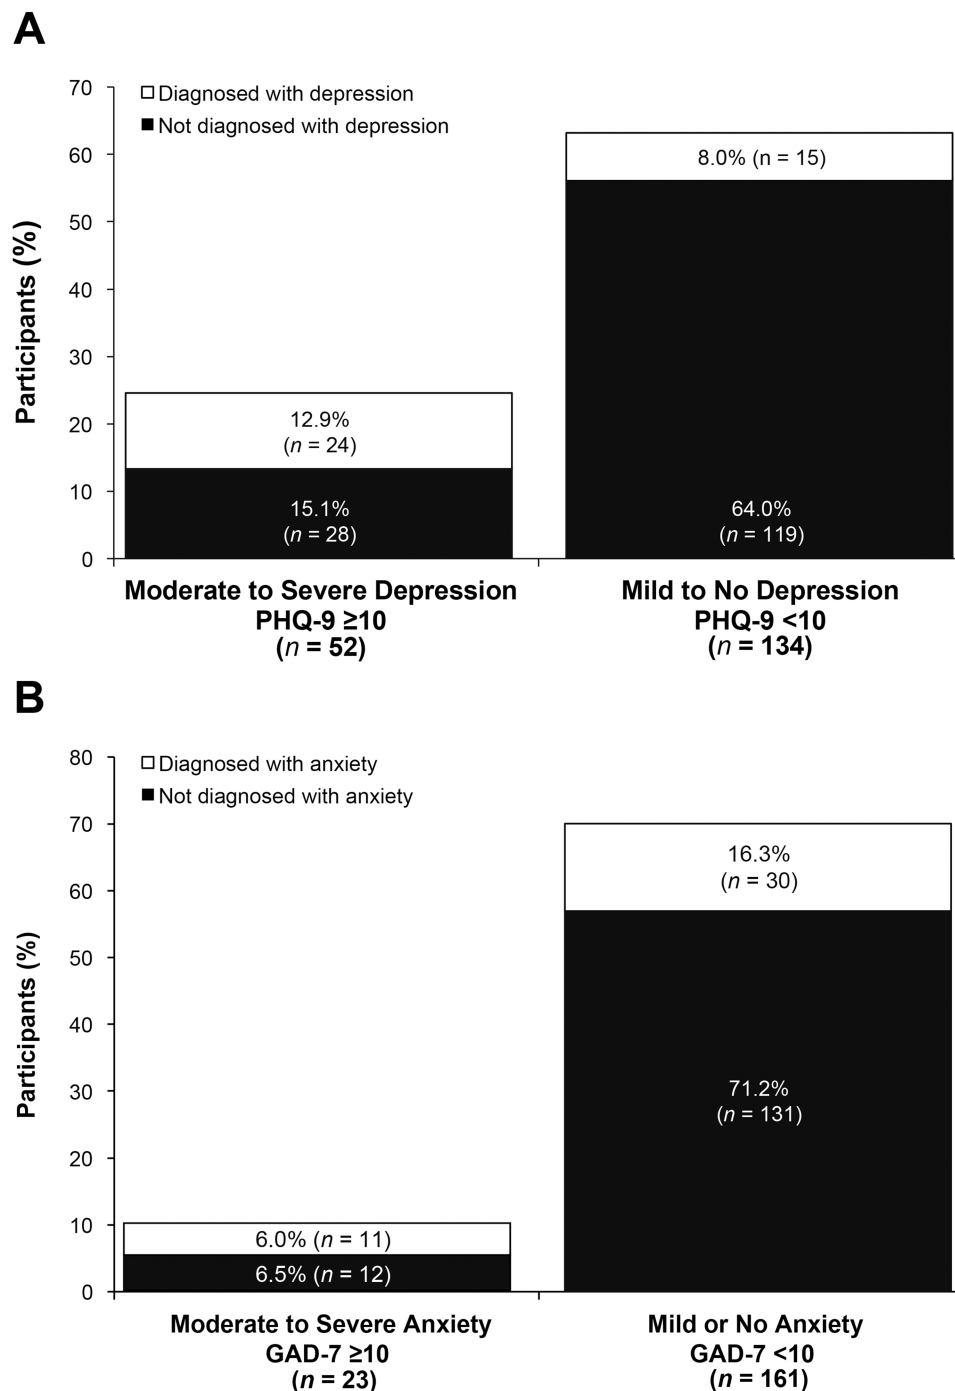 A
70
60
50
40
30
20
10
0
Participants (%)
Diagnosed with depression
Not diagnosed with depression
12.9%
(n = 24)
15.1%
(n = 28)
8.0% (n = 15)
64.0%
(n = 119)
Moderate to Severe Depression
PHQ-9 ≥10
(n = 52)
Mild to No Depression
PHQ-9 <10
(n = 134)
B
80
70
60
50
40
30
20
10
0
Participants (%)
Diagnosed with anxiety
Not diagnosed with anxiety
6.0% (n = 11)
6.5% (n = 12)
16.3%
(n = 30)
71.2%
(n = 131)
Moderate to Severe Anxiety
GAD-7 ≥10
(n = 23)
Mild or No Anxiety
GAD-7 <10
(n = 161)